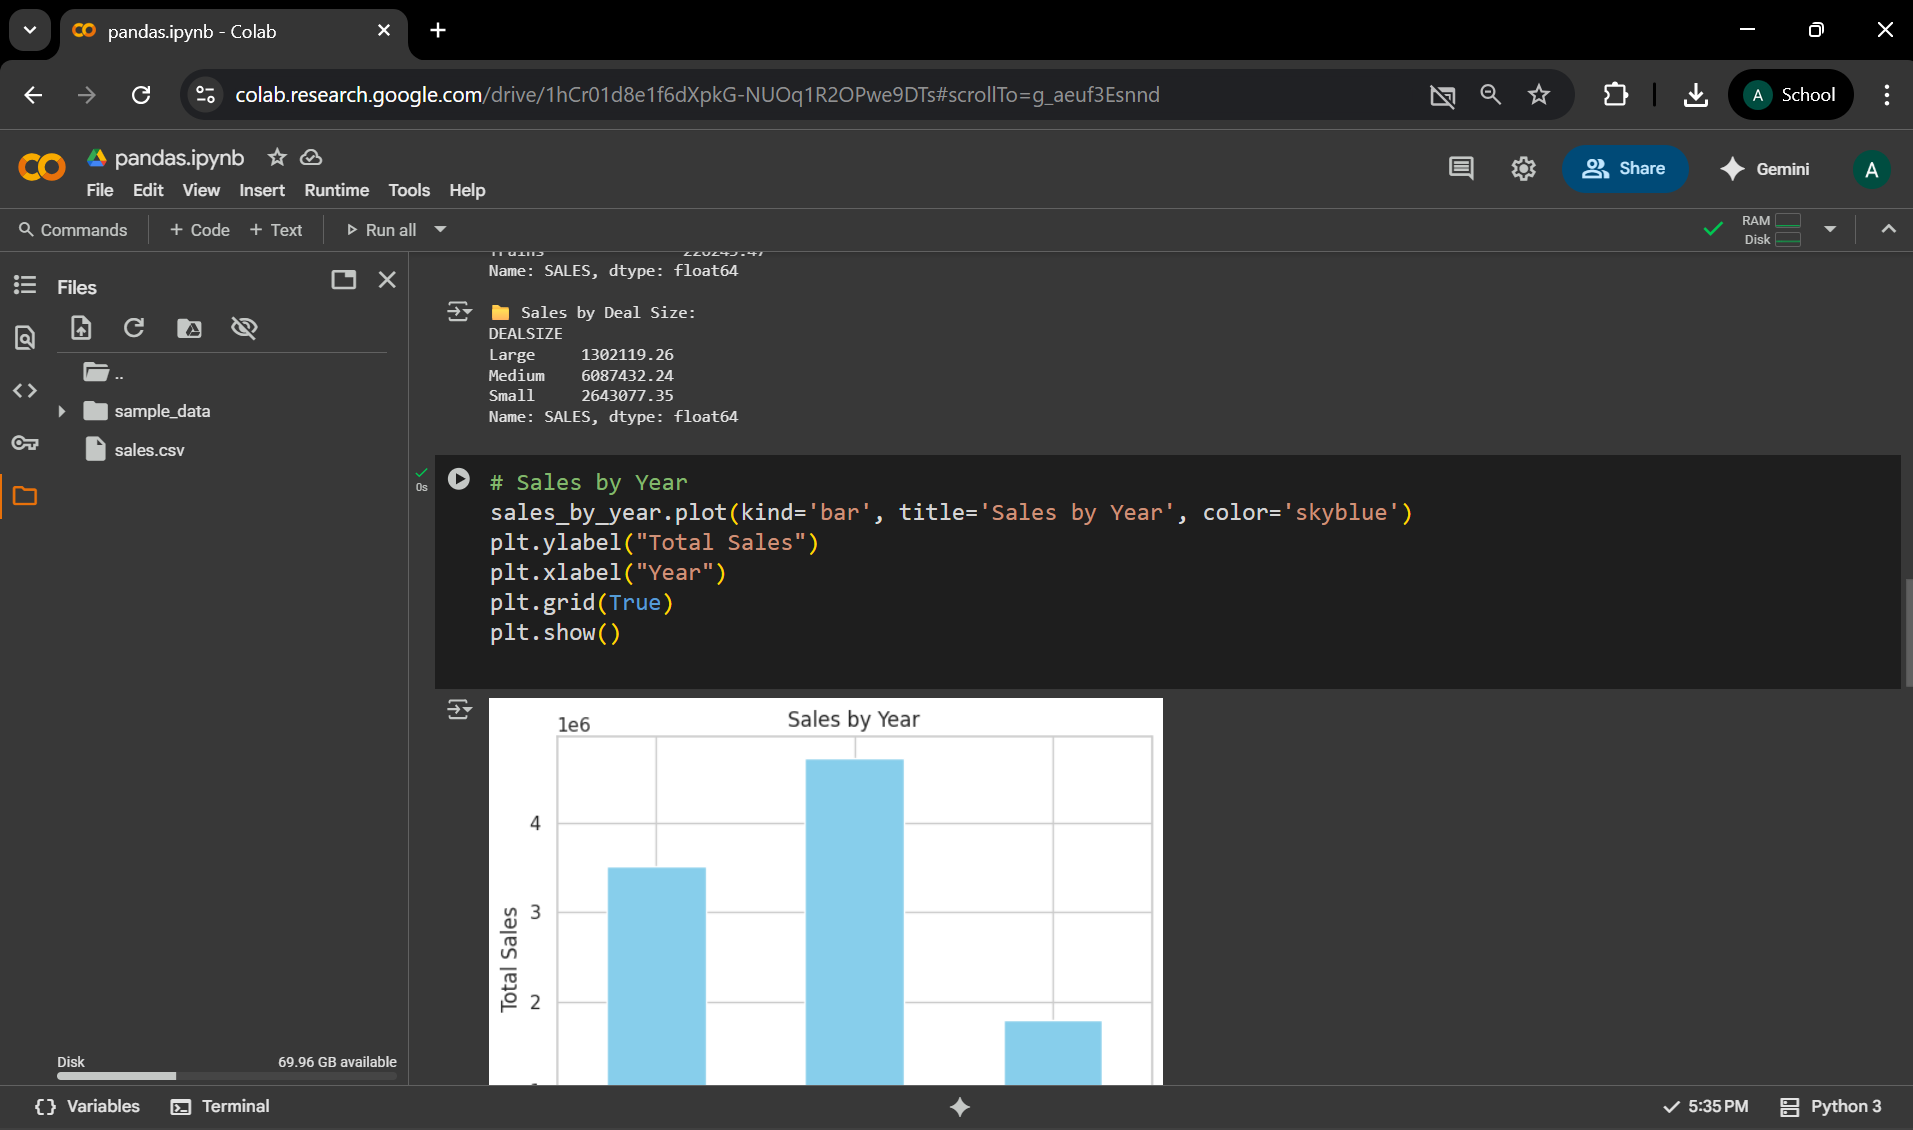 pandas.ipynb - Colab
colab.research.google.com/drive/1hCr01d8e1f6dXpkG-NUOq1R2OPwe9DTs#scrollTo=g_aeuf3Esnnd
A School
pandas.ipynb
File Edit View Insert Runtime Tools Help
Share
Gemini
A
Commands + Code + Text Run all
RAM
Disk
Files
..
sample_data
sales.csv
Disk 69.96 GB available
Name: SALES, dtype: float64
Sales by Deal Size:
DEALSIZE
Large 1302119.26
Medium 6087432.24
Small 2643077.35
Name: SALES, dtype: float64
0s
# Sales by Year
sales_by_year.plot(kind='bar', title='Sales by Year', color='skyblue')
plt.ylabel("Total Sales")
plt.xlabel("Year")
plt.grid(True)
plt.show()
Sales by Year
1e6
4
3
2
Total Sales
{} Variables Terminal
5:35 PM Python 3